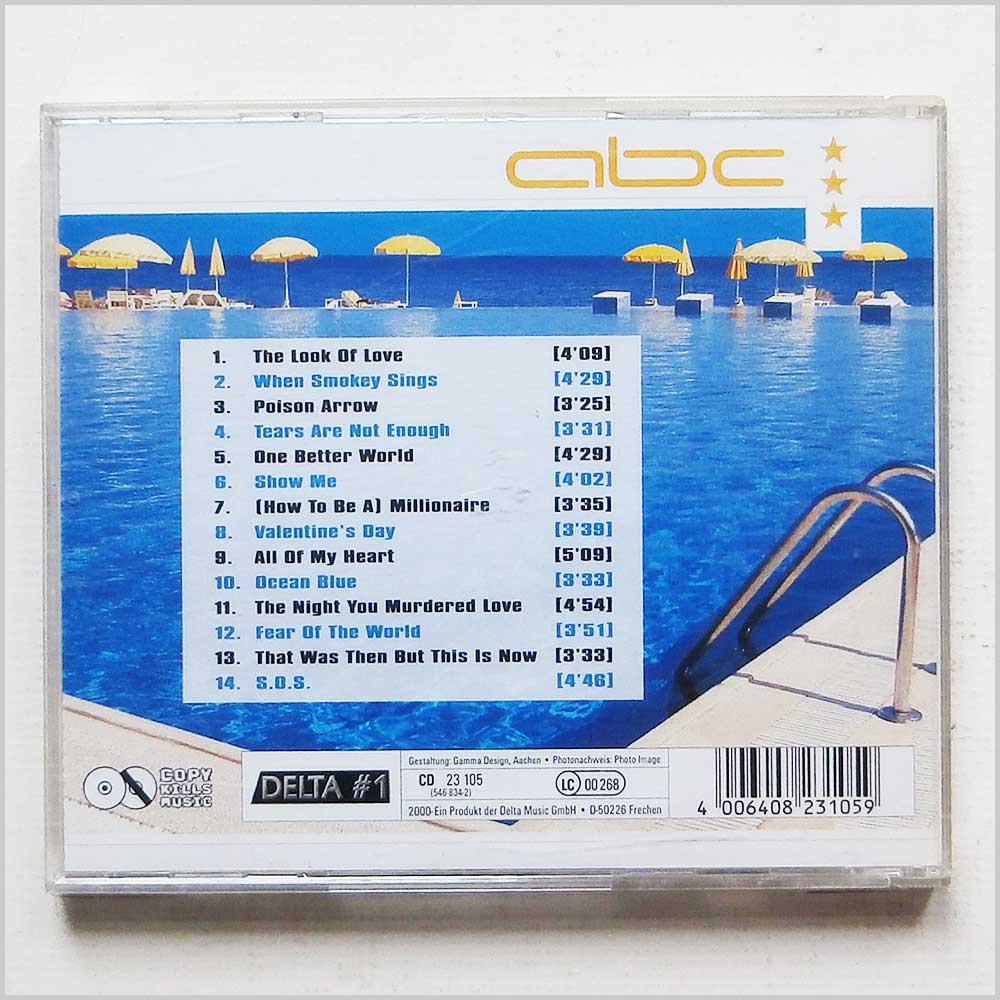 abc
1. The Look Of Love [4'09]
2. When Smokey Sings [4'29]
3. Poison Arrow [3'25]
4. Tears Are Not Enough [3'31]
5. One Better World [4'29]
6. Show Me [4'02]
7. (How To Be A) Millionaire [3'35]
8. Valentine's Day [3'39]
9. All Of My Heart [5'09]
10. Ocean Blue [3'33]
11. The Night You Murdered Love [4'54]
12. Fear Of The World [3'51]
13. That Was Then But This Is Now [3'33]
14. S.O.S. [4'46]
COPY KILLS MUSIC
DELTA #1
Gestaltung: Gamma Design, Aachen • Photonachweis: Photo Image
CD 23 105
(546 834-2)
LC 00268
2000-Ein Produkt der Delta Music GmbH • D-50226 Frechen
4 006408 231059